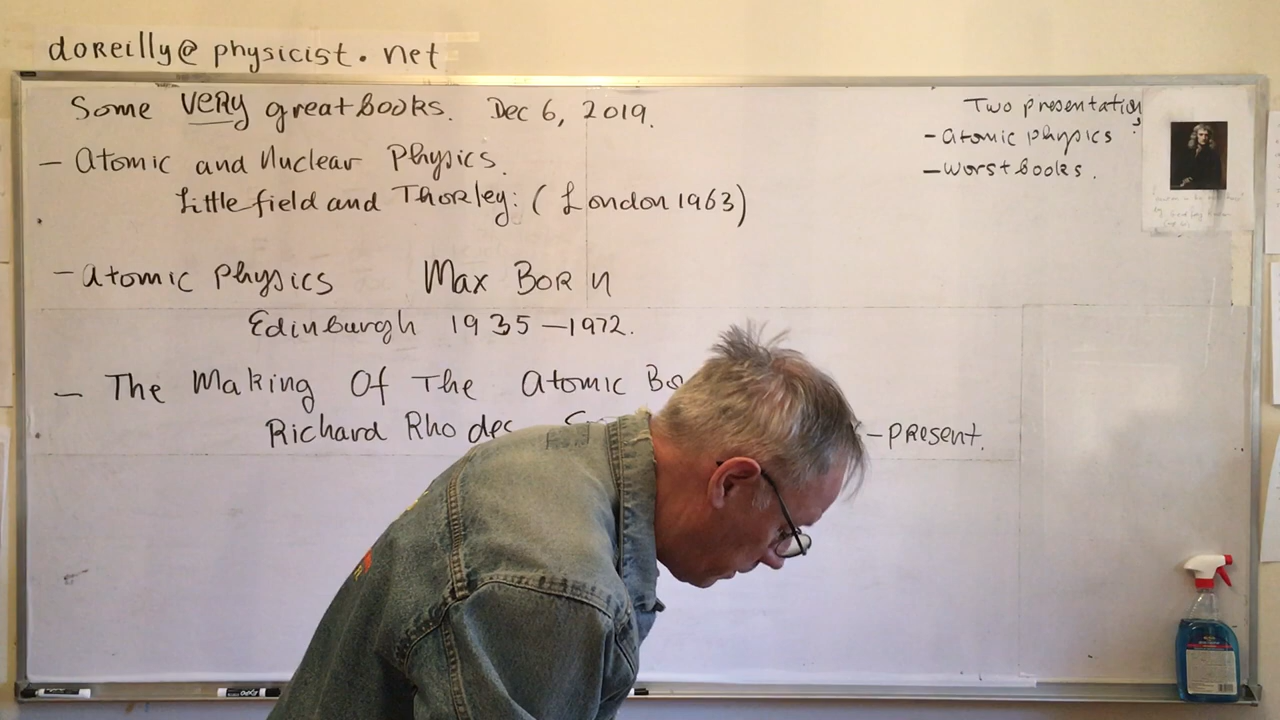 doreilly@physicist.net
Some very great books. Dec 6, 2019.
- Atomic and Nuclear Physics.
Littlefield and Thorley: (London 1963)
- Atomic Physics Max Born
Edinburgh 1935-1972.
- The Making Of The Atomic Bo
Richard Rhodes
- present.
Two presentations
- atomic physics
- worst books.